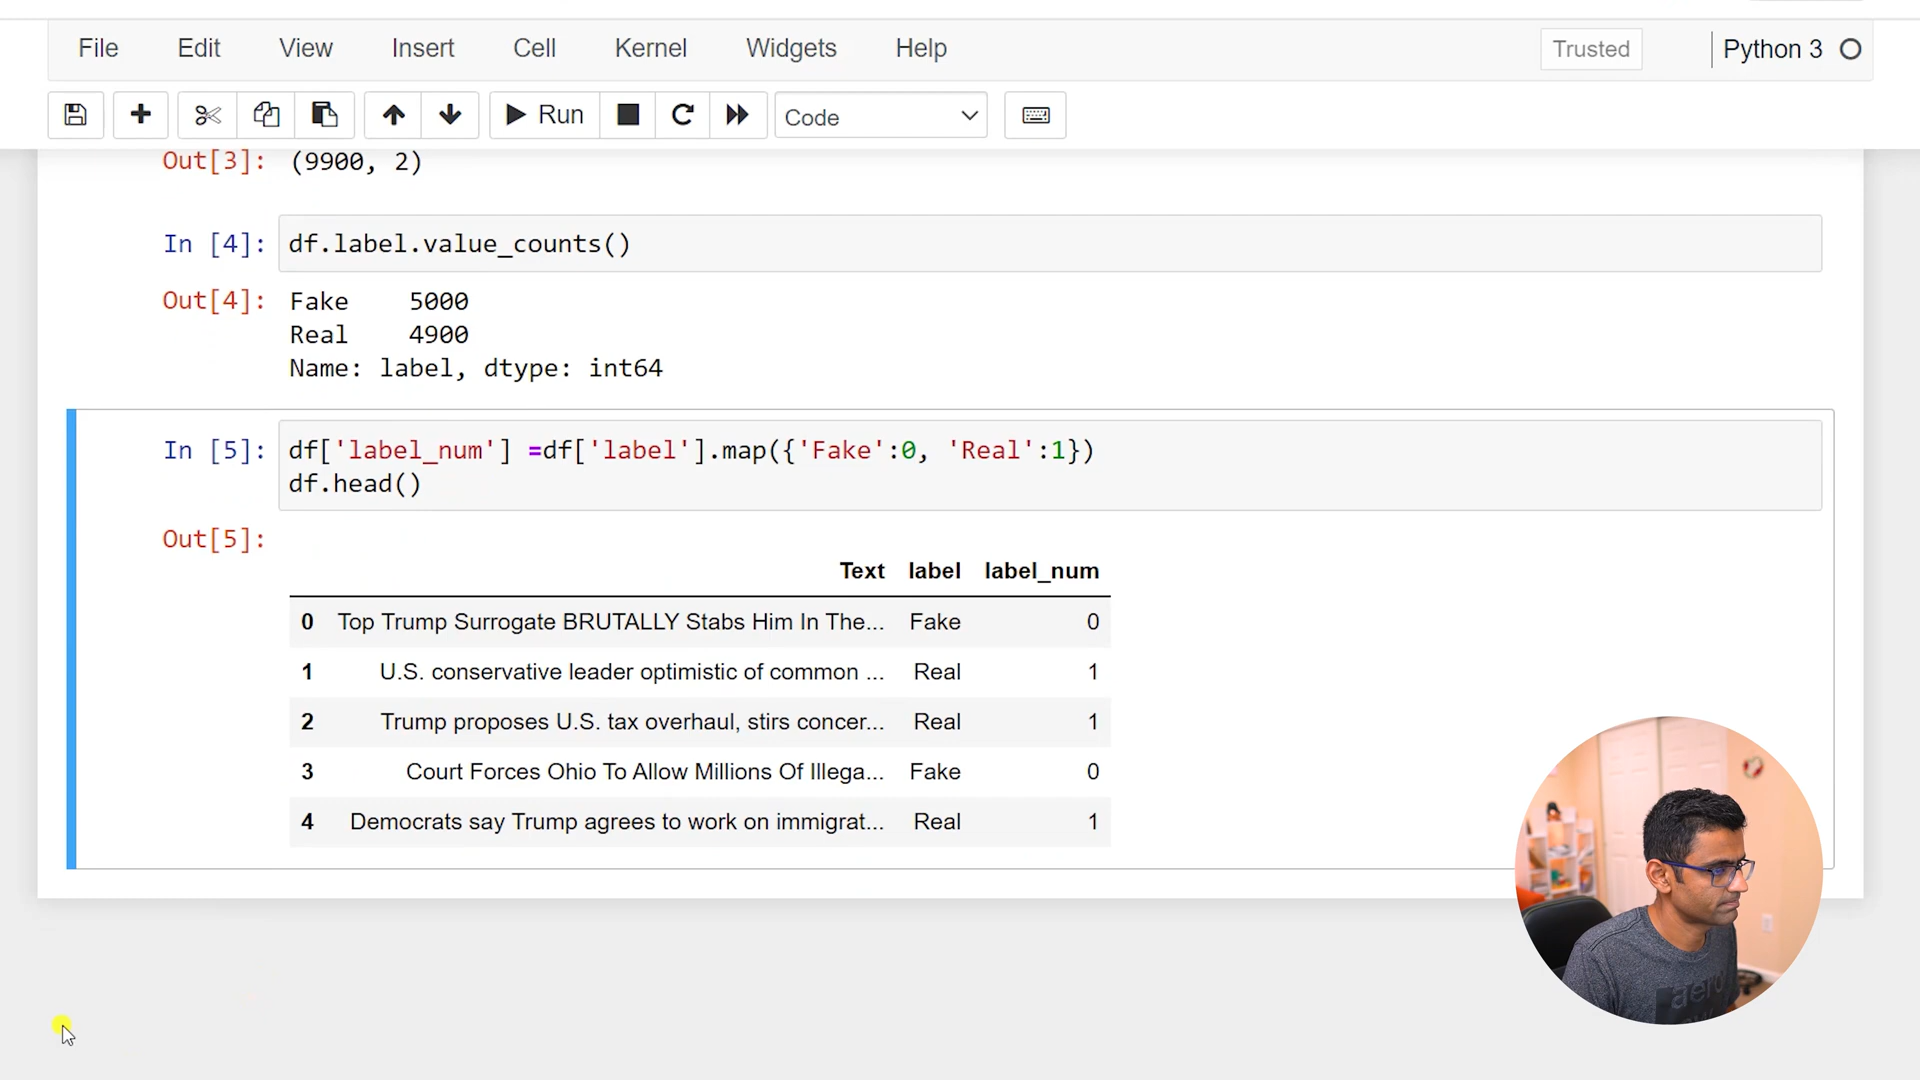 File Edit View Insert Cell Kernel Widgets Help Trusted Python 3
Run Code
Out[3]: (9900, 2)
In [4]: df.label.value_counts()
Out[4]: Fake 5000
Real 4900
Name: label, dtype: int64
In [5]: df['label_num'] =df['label'].map({'Fake':0, 'Real':1})
df.head()
Out[5]:
Text label label_num
0 Top Trump Surrogate BRUTALLY Stabs Him In The... Fake 0
1 U.S. conservative leader optimistic of common ... Real 1
2 Trump proposes U.S. tax overhaul, stirs concer... Real 1
3 Court Forces Ohio To Allow Millions Of Illega... Fake 0
4 Democrats say Trump agrees to work on immigrat... Real 1
aero